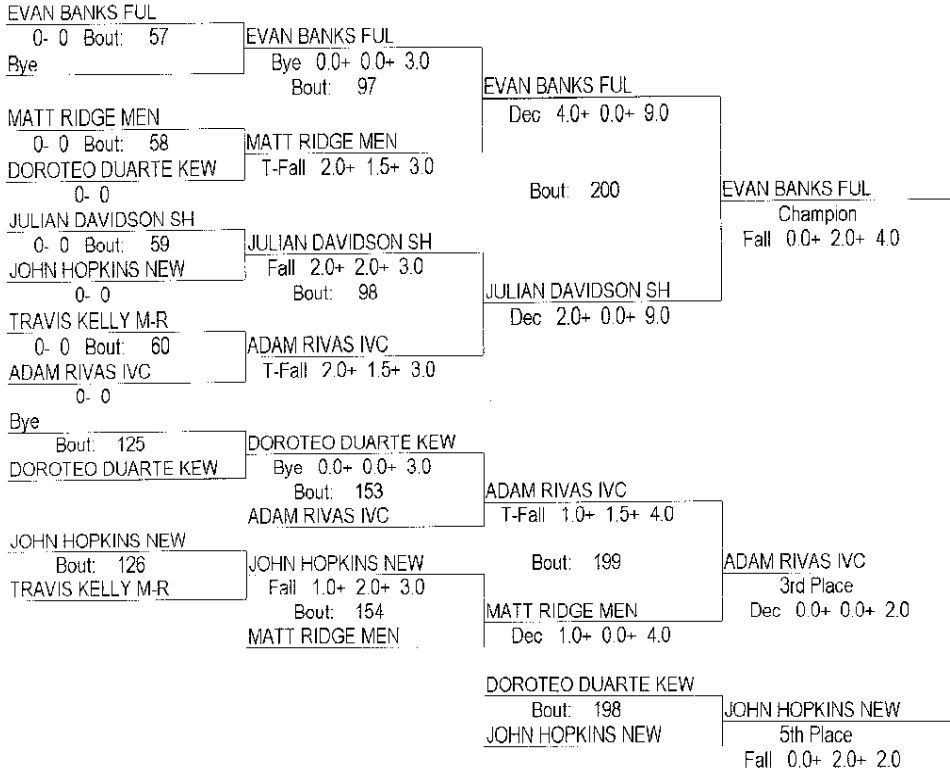 EVAN BANKS FUL
0- 0 Bout: 57
Bye
EVAN BANKS FUL
Bye 0.0+ 0.0+ 3.0
Bout: 97
MATT RIDGE MEN
0- 0 Bout: 58
DOROTEO DUARTE KEW
0- 0
MATT RIDGE MEN
T-Fall 2.0+ 1.5+ 3.0
EVAN BANKS FUL
Dec 4.0+ 0.0+ 9.0
Bout: 200
JULIAN DAVIDSON SH
0- 0 Bout: 59
JOHN HOPKINS NEW
0- 0
JULIAN DAVIDSON SH
Fall 2.0+ 2.0+ 3.0
Bout: 98
TRAVIS KELLY M-R
0- 0 Bout: 60
ADAM RIVAS IVC
0- 0
ADAM RIVAS IVC
T-Fall 2.0+ 1.5+ 3.0
JULIAN DAVIDSON SH
Dec 2.0+ 0.0+ 9.0
EVAN BANKS FUL
Champion
Fall 0.0+ 2.0+ 4.0
Bye
Bout: 125
DOROTEO DUARTE KEW
DOROTEO DUARTE KEW
Bye 0.0+ 0.0+ 3.0
Bout: 153
ADAM RIVAS IVC
ADAM RIVAS IVC
T-Fall 1.0+ 1.5+ 4.0
Bout: 199
JOHN HOPKINS NEW
Bout: 126
TRAVIS KELLY M-R
JOHN HOPKINS NEW
Fall 1.0+ 2.0+ 3.0
Bout: 154
MATT RIDGE MEN
MATT RIDGE MEN
Dec 1.0+ 0.0+ 4.0
ADAM RIVAS IVC
3rd Place
Dec 0.0+ 0.0+ 2.0
DOROTEO DUARTE KEW
Bout: 198
JOHN HOPKINS NEW
JOHN HOPKINS NEW
5th Place
Fall 0.0+ 2.0+ 2.0